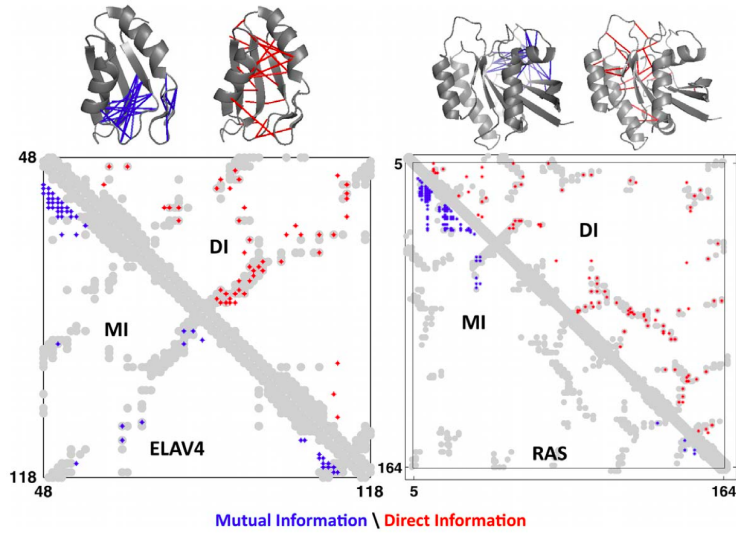 48
DI
MI
ELAV4
118
48
118
5
DI
MI
RAS
164
5
164
Mutual Information \ Direct Information